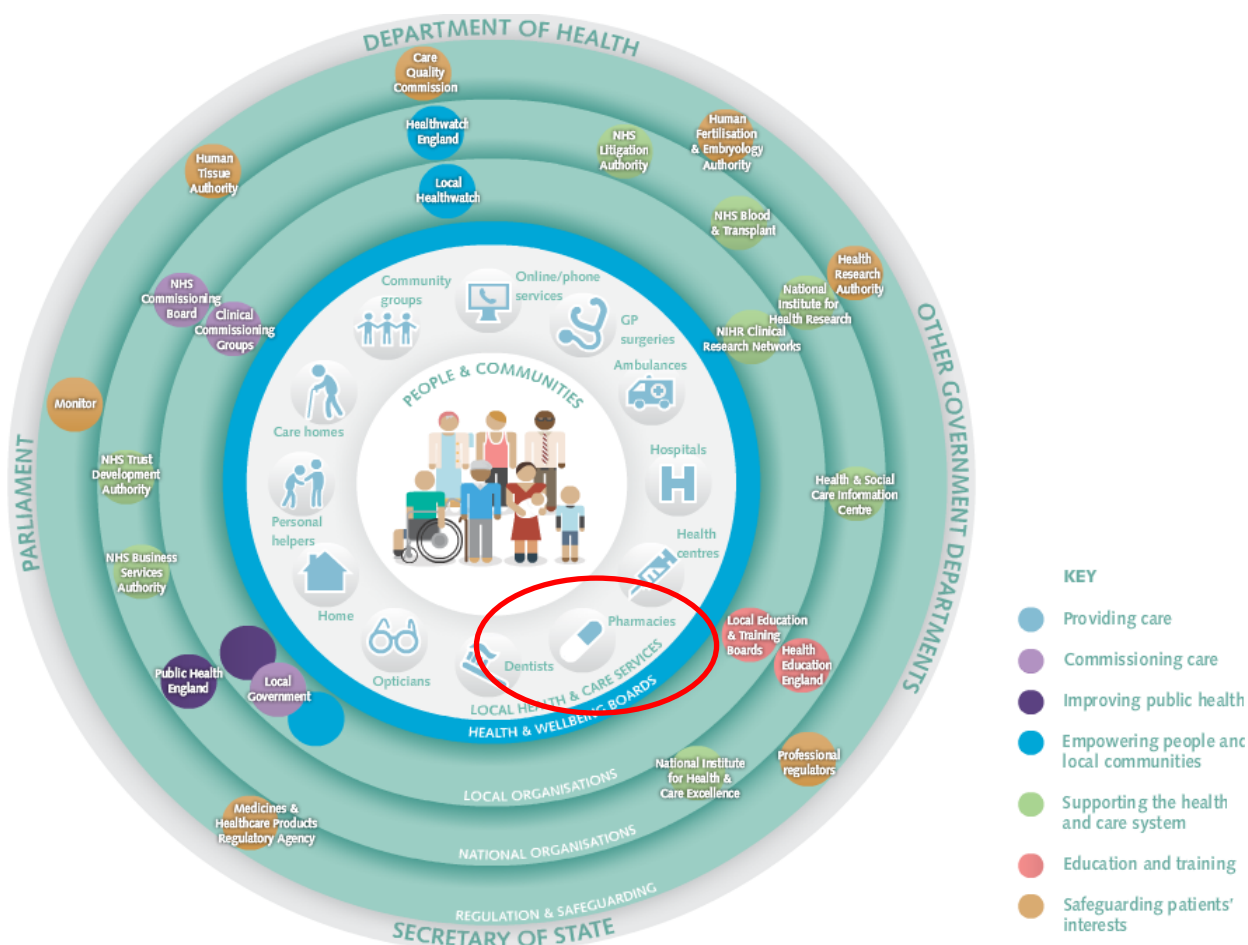 DEPARTMENT OF HEALTH
Care
Quality
Commission
Healthwatch
England
Local
Healthwatch
NHS
Litigation
Authority
Human
Fertilisation
& Embryology
Authority
Human
Tissue
Authority
NHS Blood
& Transplant
Health
Research
Authority
National
Institute for
Health Research
NIHR Clinical
Research Networks
NHS
Commissioning
Board
Clinical
Commissioning
Groups
Monitor
NHS Trust
Development
Authority
NHS Business
Services
Authority
Public Health
England
Local
Government
Medicines &
Healthcare Products
Regulatory Agency
Health & Social
Care Information
Centre
Local Education
& Training
Boards
Health
Education
England
Professional
regulators
National Institute
for Health &
Care Excellence
PARLIAMENT
OTHER GOVERNMENT DEPARTMENTS
Community
groups
Online/phone
services
GP
surgeries
Ambulances
Hospitals
H
Health
centres
Pharmacies
Dentists
Opticians
Home
Personal
helpers
Care homes
PEOPLE & COMMUNITIES
LOCAL HEALTH & CARE SERVICES
HEALTH & WELLBEING BOARDS
LOCAL ORGANISATIONS
NATIONAL ORGANISATIONS
REGULATION & SAFEGUARDING
SECRETARY OF STATE
KEY
Providing care
Commissioning care
Improving public health
Empowering people and
local communities
Supporting the health
and care system
Education and training
Safeguarding patients'
interests